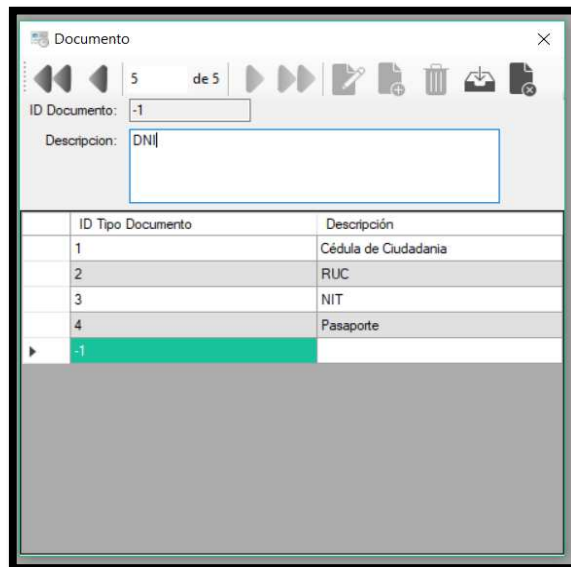 Documento
5 de 5
ID Documento: -1
Descripcion: DNI
ID Tipo Documento Descripción
1 Cédula de Ciudadania
2 RUC
3 NIT
4 Pasaporte
-1